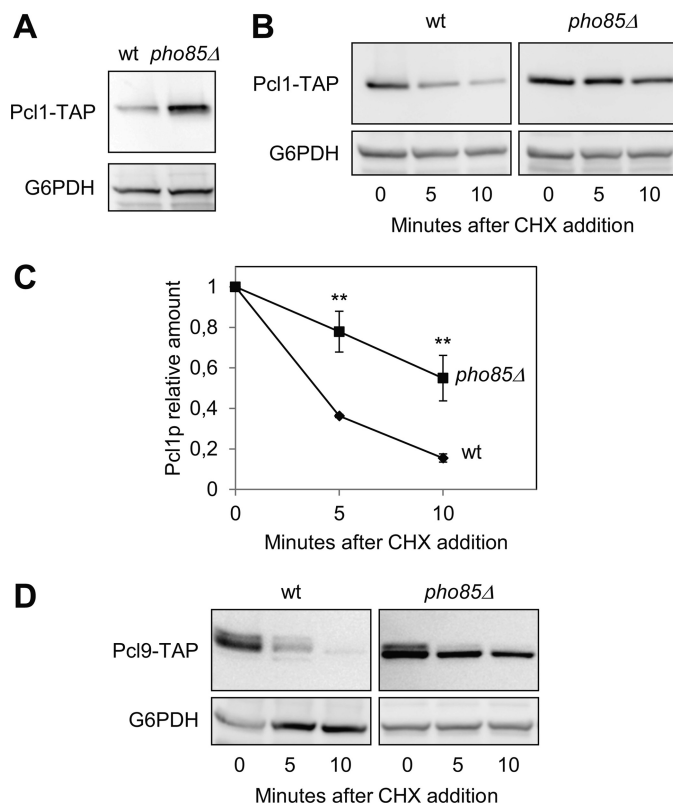 A
wt pho85Δ
Pcl1-TAP
G6PDH
B
wt pho85Δ
Pcl1-TAP
G6PDH
0 5 10 0 5 10
Minutes after CHX addition
C
Pcl1p relative amount
1
0,8
0,6
0,4
0,2
0
** **
pho85Δ
wt
0 5 10
Minutes after CHX addition
D
wt pho85Δ
Pcl9-TAP
G6PDH
0 5 10 0 5 10
Minutes after CHX addition